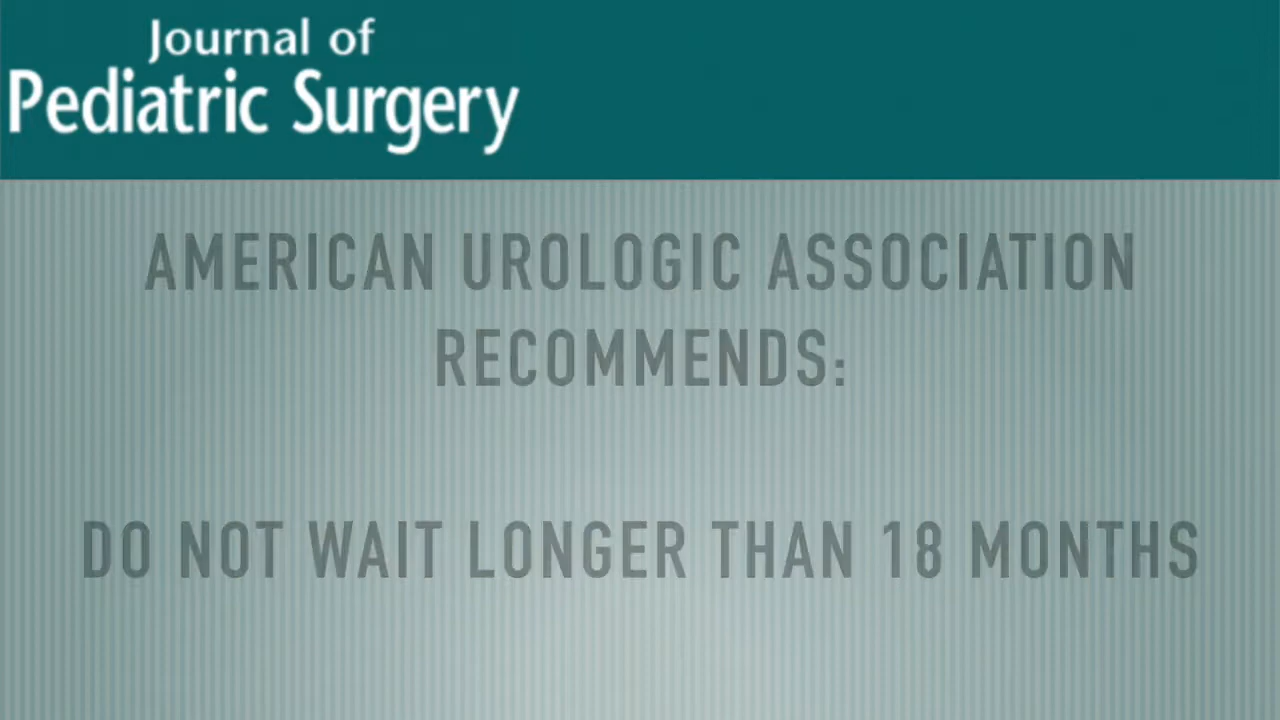 Journal of
Pediatric Surgery
AMERICAN UROLOGIC ASSOCIATION
RECOMMENDS:
DO NOT WAIT LONGER THAN 18 MONTHS